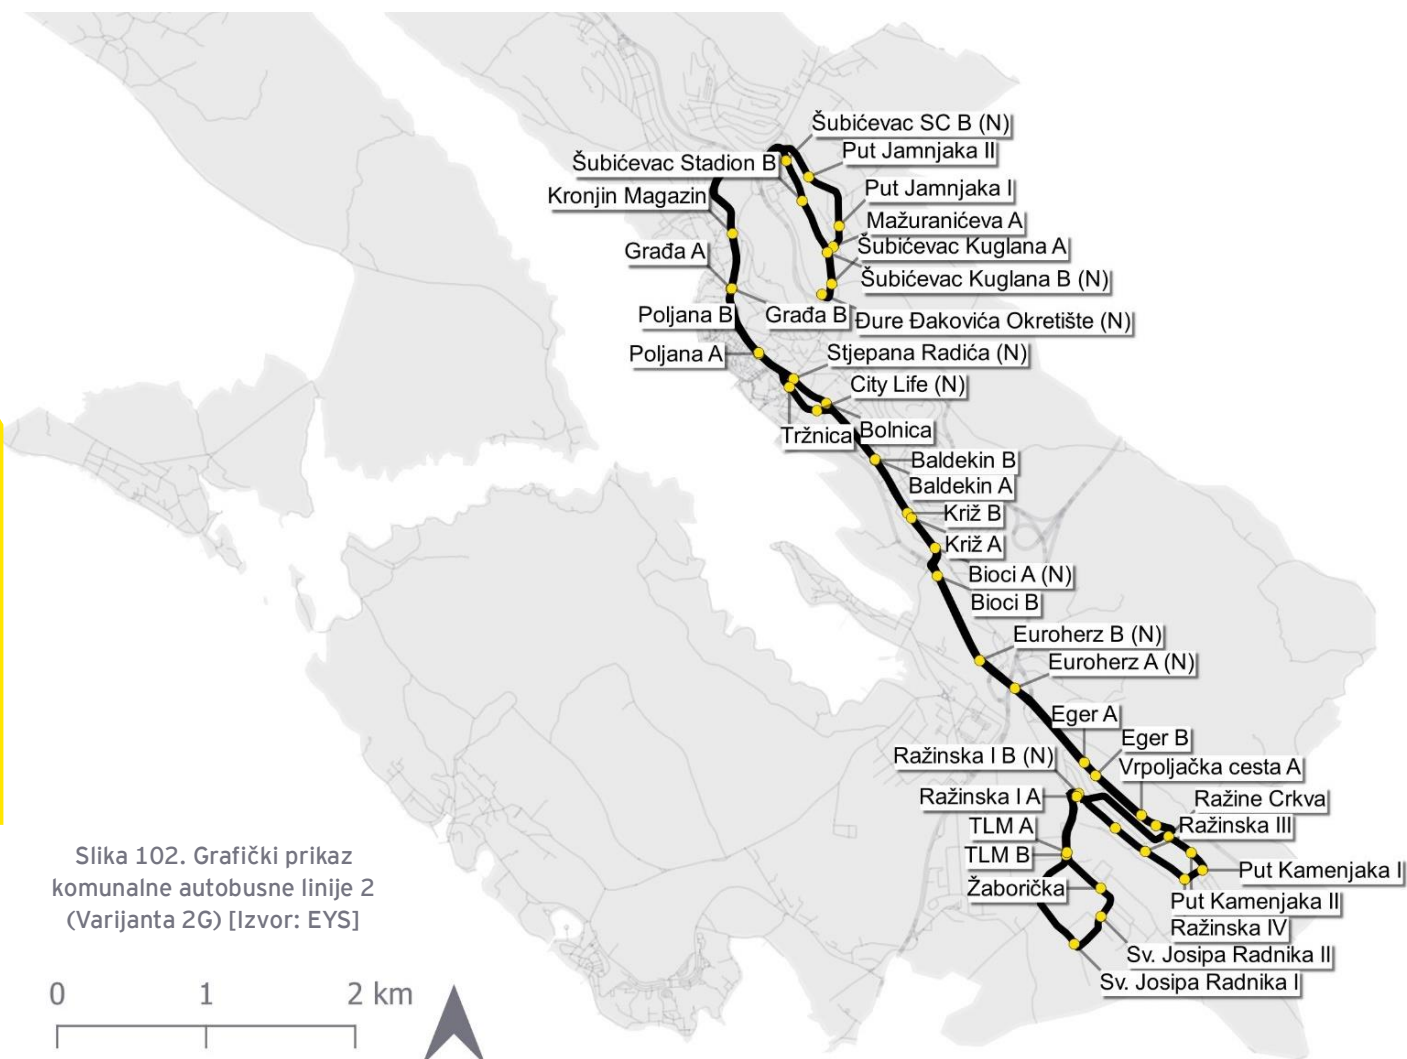 Šubićevac SC B (N)
Put Jamnjaka II
Šubićevac Stadion B
Put Jamnjaka I
Kronjin Magazin
Mažuranićeva A
Šubićevac Kuglana A
Građa A
Šubićevac Kuglana B (N)
Poljana B
Građa B
Đure Đakovića Okretište (N)
Poljana A
Stjepana Radića (N)
City Life (N)
Tržnica
Bolnica
Baldekin B
Baldekin A
Križ B
Križ A
Bioci A (N)
Bioci B
Euroherz B (N)
Euroherz A (N)
Eger A
Eger B
Ražinska I B (N)
Vrpoljačka cesta A
Ražinska I A
Ražine Crkva
TLM A
Ražinska III
TLM B
Put Kamenjaka I
Žaborička
Put Kamenjaka II
Ražinska IV
Sv. Josipa Radnika II
Sv. Josipa Radnika I
Slika 102. Grafički prikaz
komunalne autobusne linije 2
(Varijanta 2G) [Izvor: EYS]
0 1 2 km